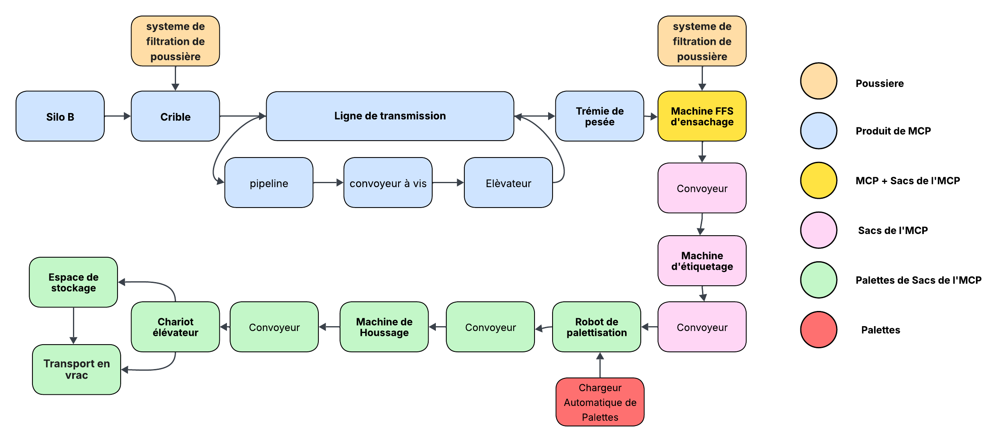 systeme de
filtration de
poussière
systeme de
filtration de
poussière
Silo B
Crible
Ligne de transmission
Trémie de
pesée
Machine FFS
d'ensachage
pipeline
convoyeur à vis
Elèvateur
Convoyeur
Machine
d'étiquetage
Espace de
stockage
Chariot
élévateur
Convoyeur
Machine de
Houssage
Convoyeur
Robot de
palettisation
Convoyeur
Transport en
vrac
Chargeur
Automatique de
Palettes
Poussiere
Produit de MCP
MCP + Sacs de l'MCP
Sacs de l'MCP
Palettes de Sacs de l'MCP
Palettes